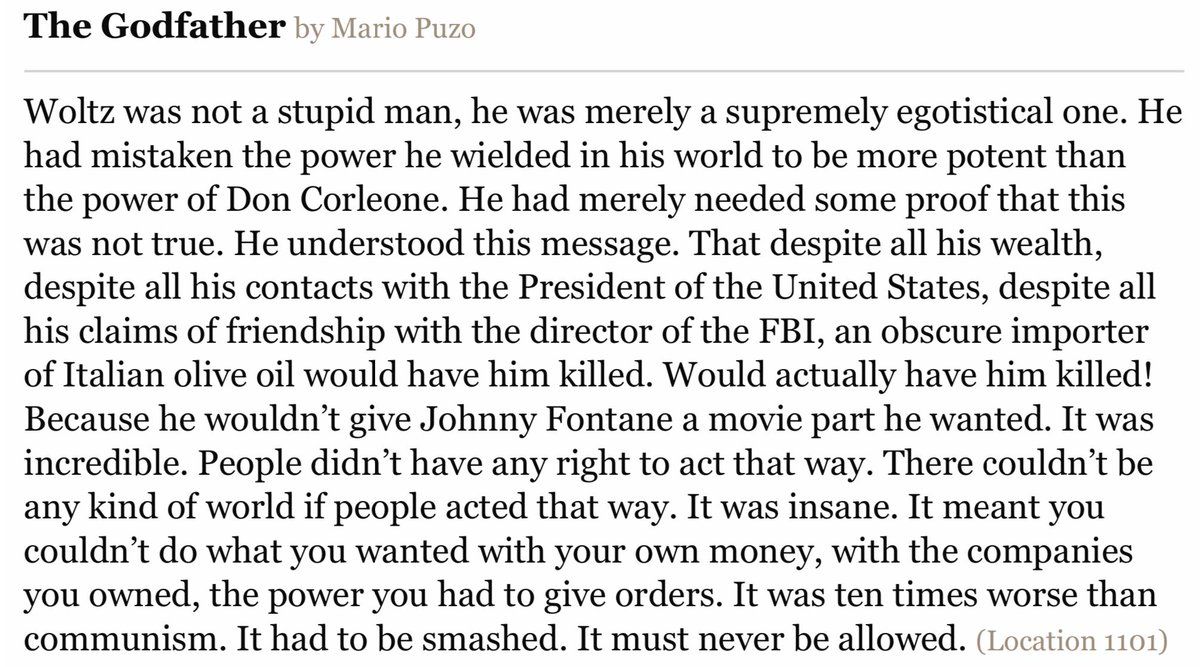 The Godfather by Mario Puzo
Woltz was not a stupid man, he was merely a supremely egotistical one. He
had mistaken the power he wielded in his world to be more potent than
the power of Don Corleone. He had merely needed some proof that this
was not true. He understood this message. That despite all his wealth,
despite all his contacts with the President of the United States, despite all
his claims of friendship with the director of the FBI, an obscure importer
of Italian olive oil would have him killed. Would actually have him killed!
Because he wouldn’t give Johnny Fontane a movie part he wanted. It was
incredible. People didn’t have any right to act that way. There couldn’t be
any kind of world if people acted that way. It was insane. It meant you
couldn’t do what you wanted with your own money, with the companies
you owned, the power you had to give orders. It was ten times worse than
communism. It had to be smashed. It must never be allowed. (Location 1101)